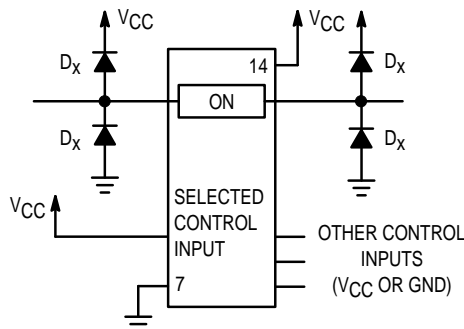 VCC
VCC
14
Dx
Dx
ON
Dx
Dx
VCC
SELECTED
CONTROL
INPUT
OTHER CONTROL
INPUTS
(VCC OR GND)
7